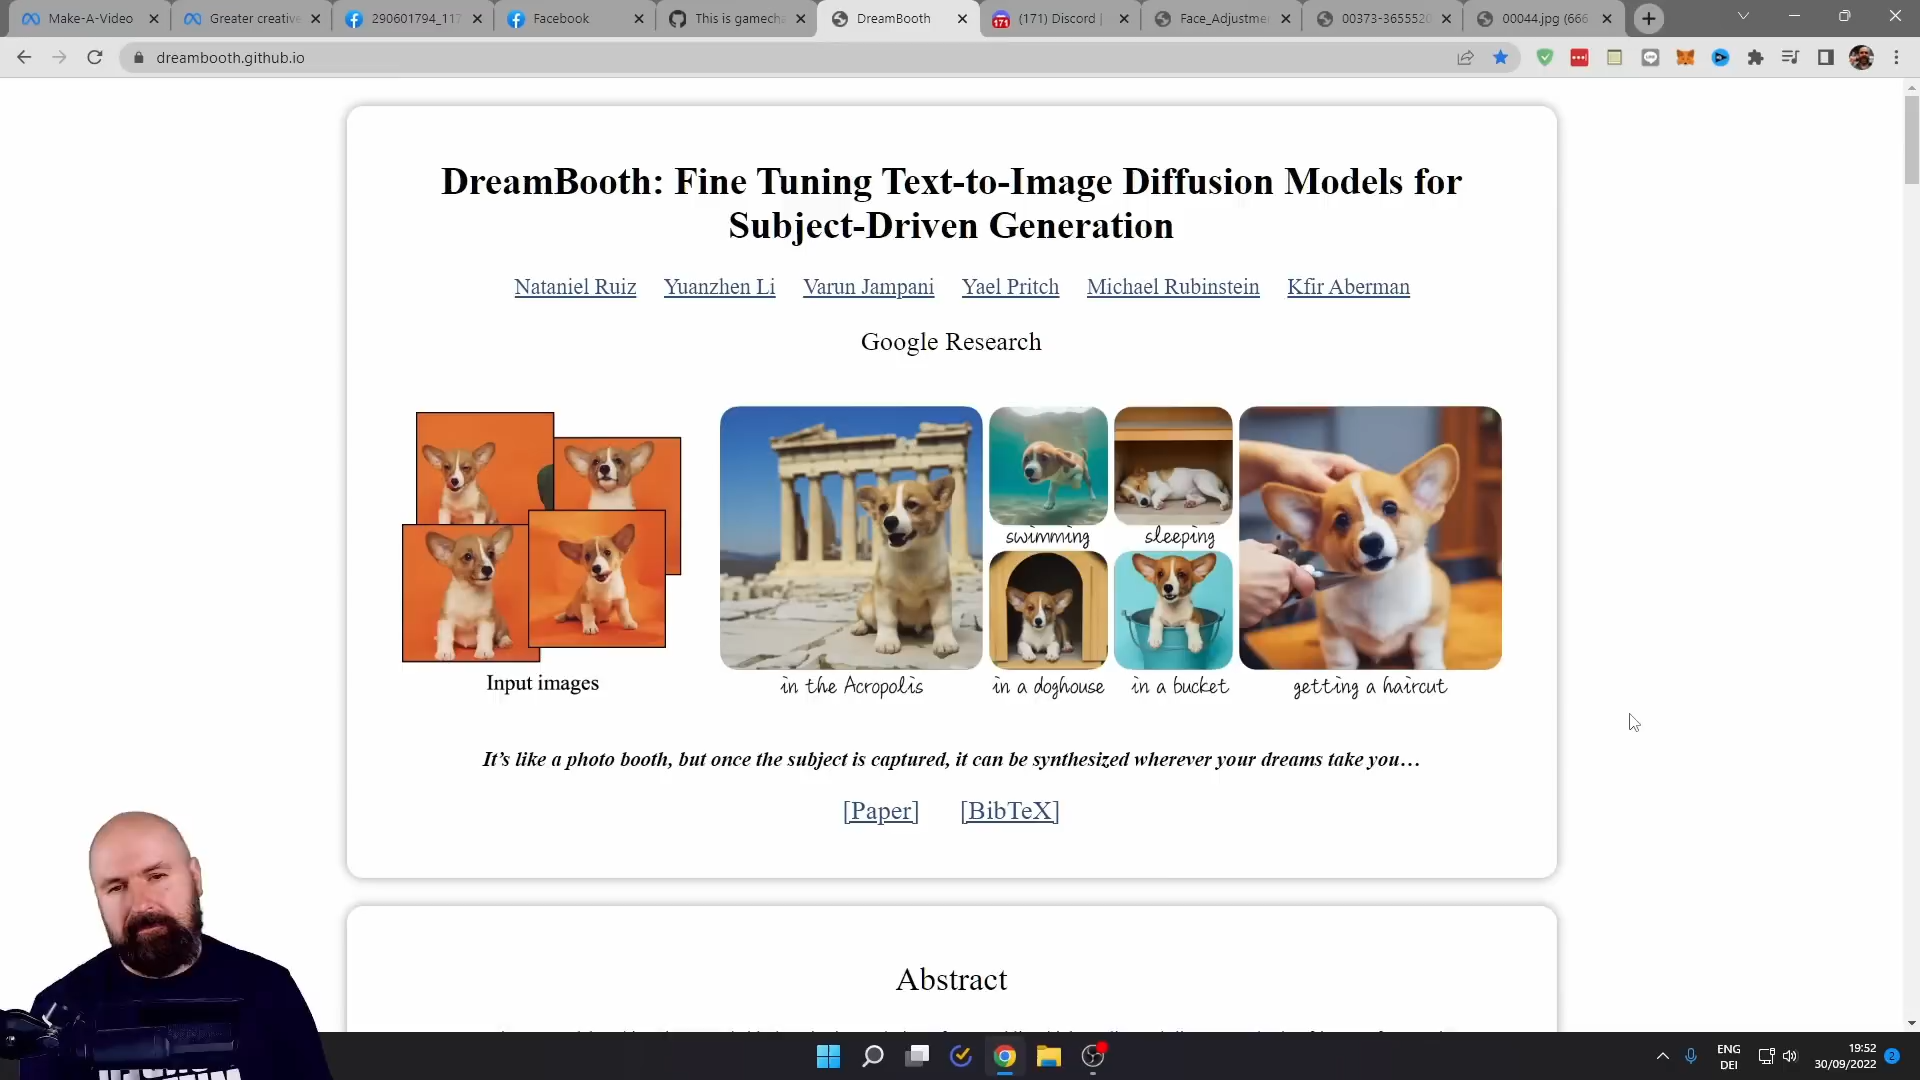 Make-A-Video
Greater creative
290601794_117
Facebook
This is gamech
DreamBooth
(171) Discord |
Face_Adjustme
00373-3655520
00044.jpg (666
dreambooth.github.io
DreamBooth: Fine Tuning Text-to-Image Diffusion Models for
Subject-Driven Generation
Nataniel Ruiz Yuanzhen Li Varun Jampani Yael Pritch Michael Rubinstein Kfir Aberman
Google Research
swimming sleeping
Input images
in the Acropolis in a doghouse in a bucket getting a haircut
It's like a photo booth, but once the subject is captured, it can be synthesized wherever your dreams take you…
[Paper] [BibTeX]
Abstract
ENG
DEI
19:52
30/09/2022
2